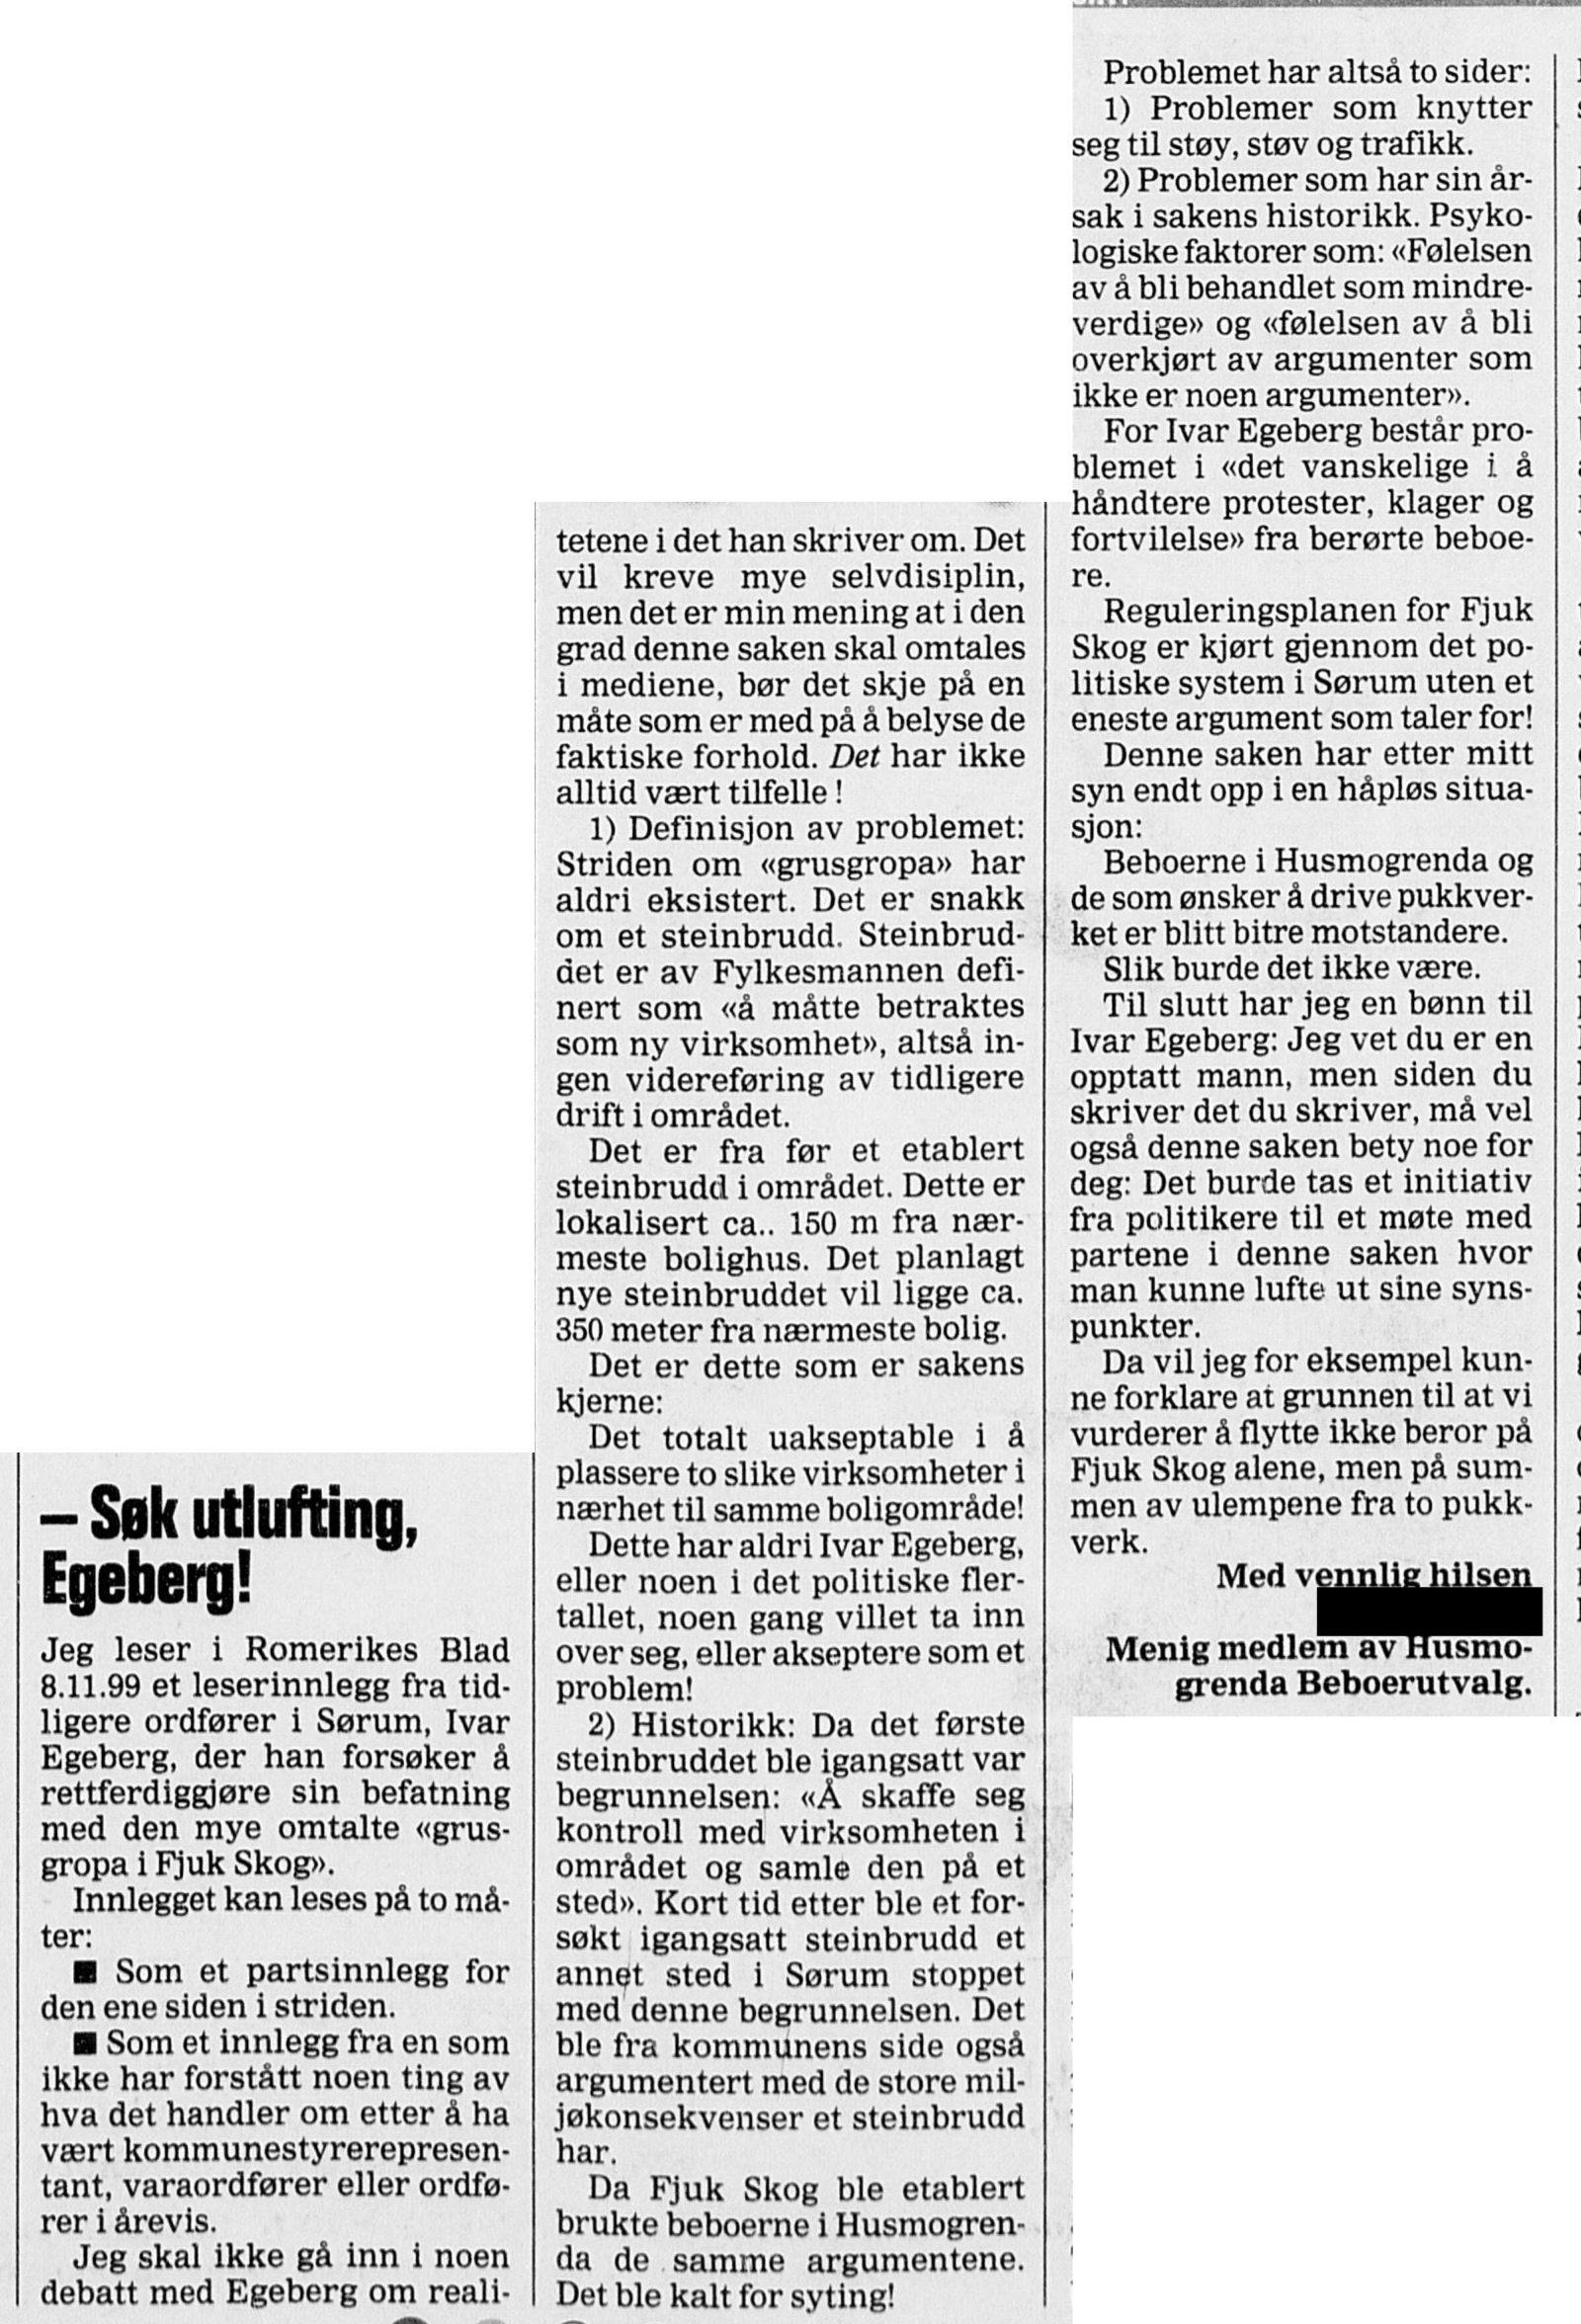 – Søk utlufting,
Egeberg!
Jeg leser i Romerikes Blad
8.11.99 et leserinnlegg fra tid-
ligere ordfører i Sørum, Ivar
Egeberg, der han forsøker å
rettferdiggjøre sin befatning
med den mye omtalte «grus-
gropa i Fjuk Skog».
Innlegget kan leses på to må-
ter:
■ Som et partsinnlegg for
den ene siden i striden.
■ Som et innlegg fra en som
ikke har forstått noen ting av
hva det handler om etter å ha
vært kommunestyrerepresen-
tant, varaordfører eller ordfø-
rer i årevis.
Jeg skal ikke gå inn i noen
debatt med Egeberg om reali-
tetene i det han skriver om. Det
vil kreve mye selvdisiplin,
men det er min mening at i den
grad denne saken skal omtales
i mediene, bør det skje på en
måte som er med på å belyse de
faktiske forhold. Det har ikke
alltid vært tilfelle !
1) Definisjon av problemet:
Striden om «grusgropa» har
aldri eksistert. Det er snakk
om et steinbrudd. Steinbrud-
det er av Fylkesmannen defi-
nert som «å måtte betraktes
som ny virksomhet», altså in-
gen videreføring av tidligere
drift i området.
Det er fra før et etablert
steinbrudd i området. Dette er
lokalisert ca.. 150 m fra nær-
meste bolighus. Det planlagt
nye steinbruddet vil ligge ca.
350 meter fra nærmeste bolig.
Det er dette som er sakens
kjerne:
Det totalt uakseptable i å
plassere to slike virksomheter i
nærhet til samme boligområde!
Dette har aldri Ivar Egeberg,
eller noen i det politiske fler-
tallet, noen gang villet ta inn
over seg, eller akseptere som et
problem!
2) Historikk: Da det første
steinbruddet ble igangsatt var
begrunnelsen: «Å skaffe seg
kontroll med virksomheten i
området og samle den på et
sted». Kort tid etter ble et for-
søkt igangsatt steinbrudd et
annet sted i Sørum stoppet
med denne begrunnelsen. Det
ble fra kommunens side også
argumentert med de store mil-
jøkonsekvenser et steinbrudd
har.
Da Fjuk Skog ble etablert
brukte beboerne i Husmogren-
da de samme argumentene.
Det ble kalt for syting!
Problemet har altså to sider:
1) Problemer som knytter
seg til støy, støv og trafikk.
2) Problemer som har sin år-
sak i sakens historikk. Psyko-
logiske faktorer som: «Følelsen
av å bli behandlet som mindre-
verdige» og «følelsen av å bli
overkjørt av argumenter som
ikke er noen argumenter».
For Ivar Egeberg består pro-
blemet i «det vanskelige i å
håndtere protester, klager og
fortvilelse» fra berørte beboe-
re.
Reguleringsplanen for Fjuk
Skog er kjørt gjennom det po-
litiske system i Sørum uten et
eneste argument som taler for!
Denne saken har etter mitt
syn endt opp i en håpløs situa-
sjon:
Beboerne i Husmogrenda og
de som ønsker å drive pukkver-
ket er blitt bitre motstandere.
Slik burde det ikke være.
Til slutt har jeg en bønn til
Ivar Egeberg: Jeg vet du er en
opptatt mann, men siden du
skriver det du skriver, må vel
også denne saken bety noe for
deg: Det burde tas et initiativ
fra politikere til et møte med
partene i denne saken hvor
man kunne lufte ut sine syns-
punkter.
Da vil jeg for eksempel kun-
ne forklare at grunnen til at vi
vurderer å flytte ikke beror på
Fjuk Skog alene, men på sum-
men av ulempene fra to pukk-
verk.
Med vennlig hilsen
Menig medlem av Husmo-
grenda Beboerutvalg.